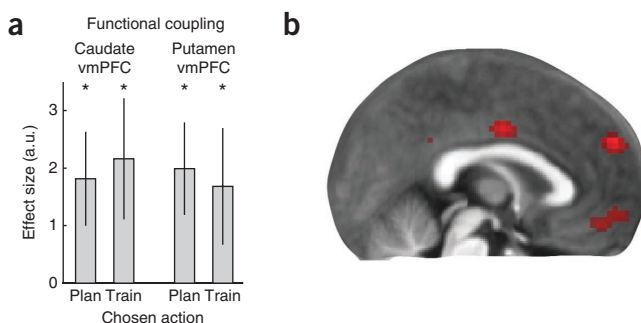 a
Functional coupling
Caudate Putamen
vmPFC vmPFC
* * * *
3
2
1
0
Effect size (a.u.)
Plan Train Plan Train
Chosen action
b